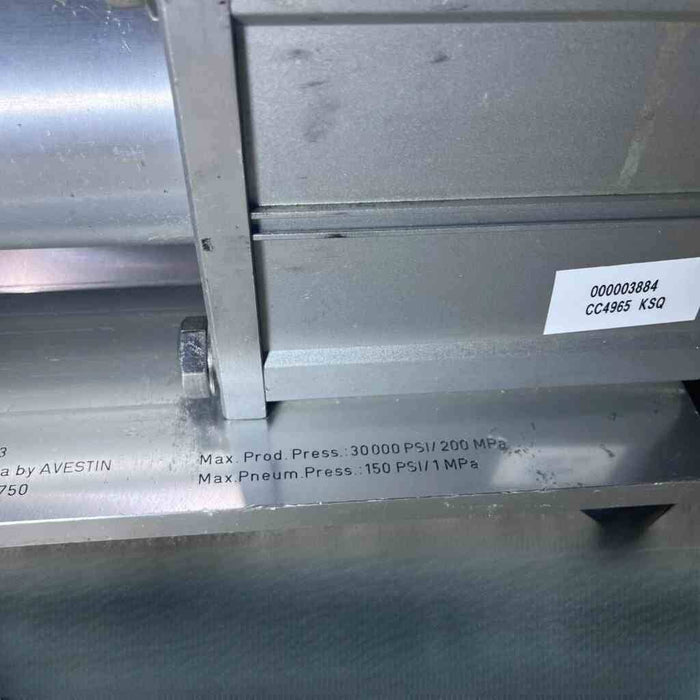 000003884
CC4965 KSQ
3
a by AVESTIN
750
Max. Prod. Press.:30000 PSI/200 MPa
Max.Pneum.Press.:150 PSI/1 MPa